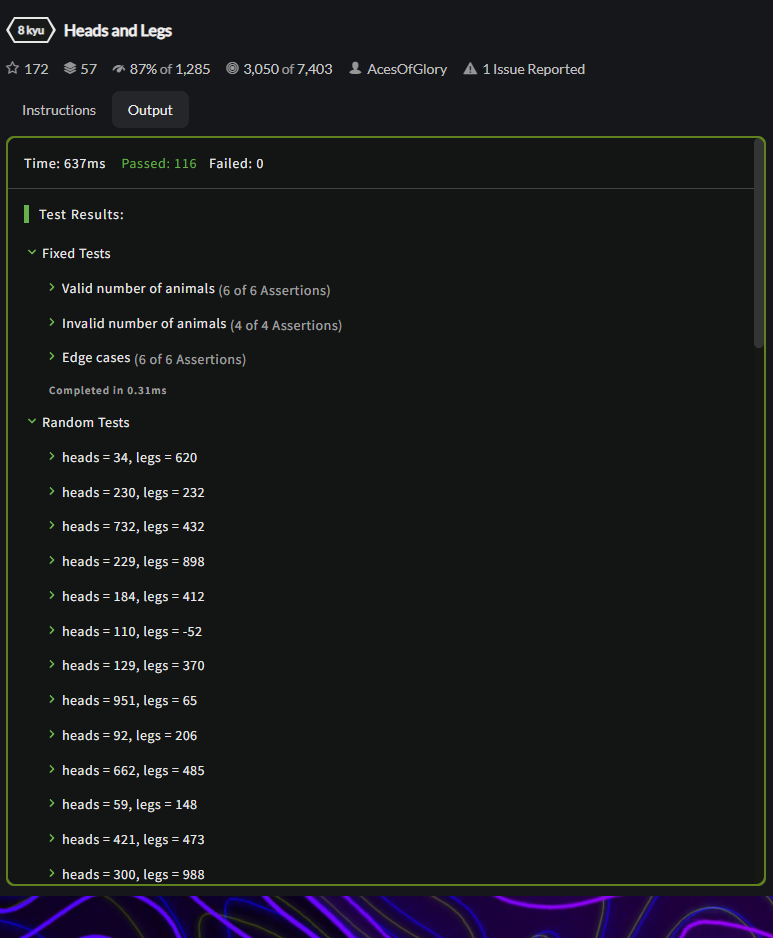 8 kyu Heads and Legs
172 57 87% of 1,285 3,050 of 7,403 AcesOfGlory 1 Issue Reported
Instructions Output
Time: 637ms Passed: 116 Failed: 0
Test Results:
Fixed Tests
Valid number of animals (6 of 6 Assertions)
Invalid number of animals (4 of 4 Assertions)
Edge cases (6 of 6 Assertions)
Completed in 0.31ms
Random Tests
heads = 34, legs = 620
heads = 230, legs = 232
heads = 732, legs = 432
heads = 229, legs = 898
heads = 184, legs = 412
heads = 110, legs = -52
heads = 129, legs = 370
heads = 951, legs = 65
heads = 92, legs = 206
heads = 662, legs = 485
heads = 59, legs = 148
heads = 421, legs = 473
heads = 300, legs = 988